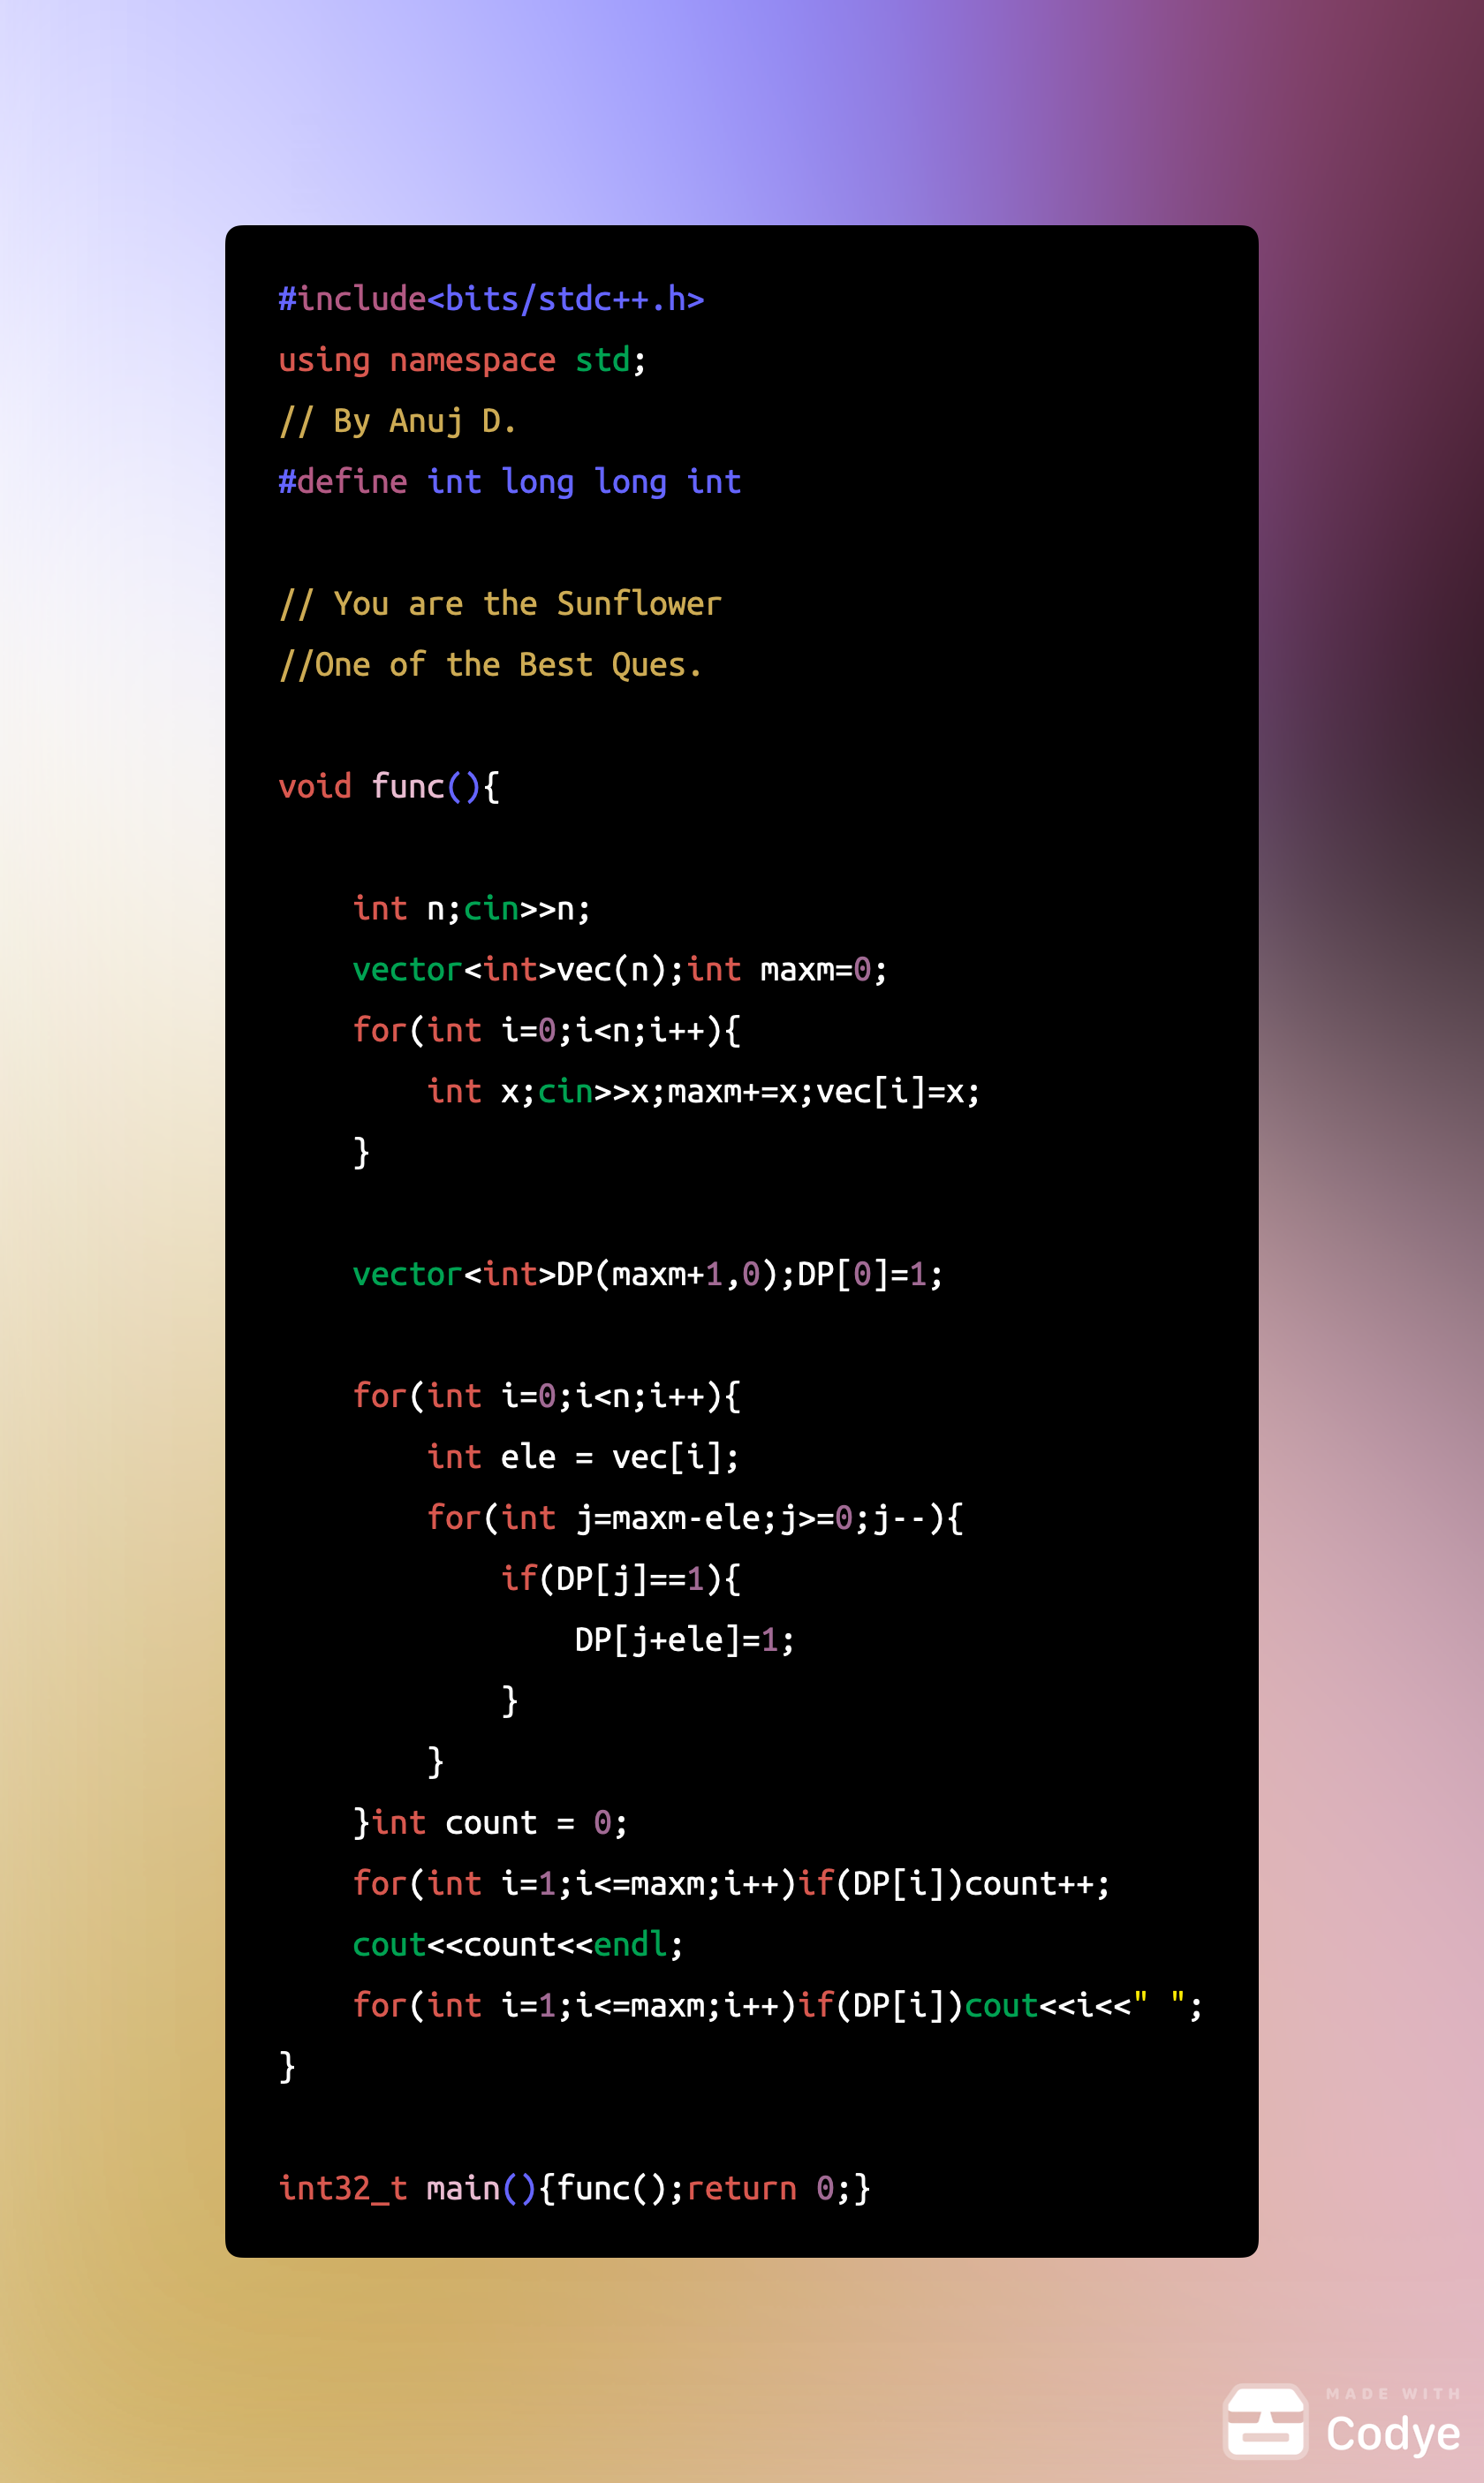 #include<bits/stdc++.h>
using namespace std;
// By Anuj D.
#define int long long int
// You are the Sunflower
//One of the Best Ques.
void func(){
    int n;cin>>n;
    vector<int>vec(n);int maxm=0;
    for(int i=0;i<n;i++){
        int x;cin>>x;maxm+=x;vec[i]=x;
    }
    vector<int>DP(maxm+1,0);DP[0]=1;
    for(int i=0;i<n;i++){
        int ele = vec[i];
        for(int j=maxm-ele;j>=0;j--){
            if(DP[j]==1){
                DP[j+ele]=1;
            }
        }
    }int count = 0;
    for(int i=1;i<=maxm;i++)if(DP[i])count++;
    cout<<count<<endl;
    for(int i=1;i<=maxm;i++)if(DP[i])cout<<i<<" ";
}
int32_t main(){func();return 0;}
MADE WITH
Codye